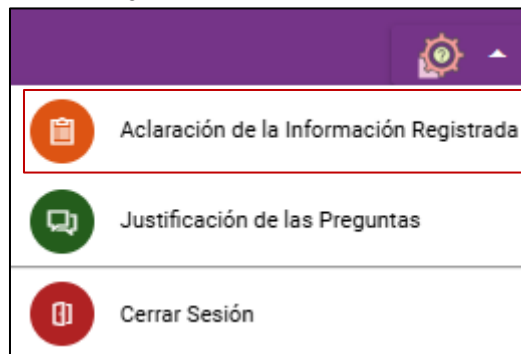 Aclaración de la Información Registrada
Justificación de las Preguntas
Cerrar Sesión